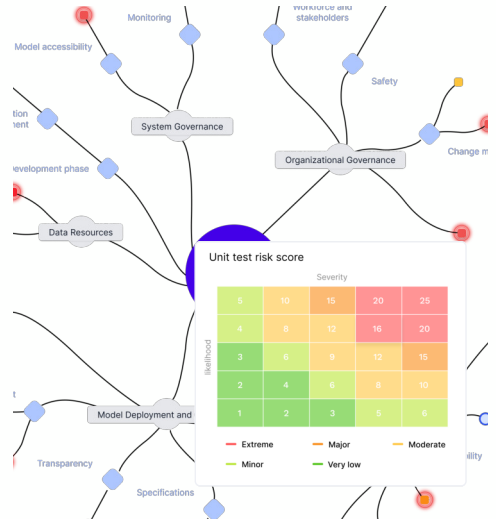 Workforce and
stakeholders
Monitoring
Model accessibility
Safety
tion
ment
System Governance
Organizational Governance
Change m
Development phase
Data Resources
Unit test risk score
Severity
likelihood
5 10 15 20 25
4 8 12 16 20
3 6 9 12 15
2 4 6 8 10
1 2 3 5 6
Extreme Major Moderate
Minor Very low
t
Model Deployment and
Transparency
Specifications
bility